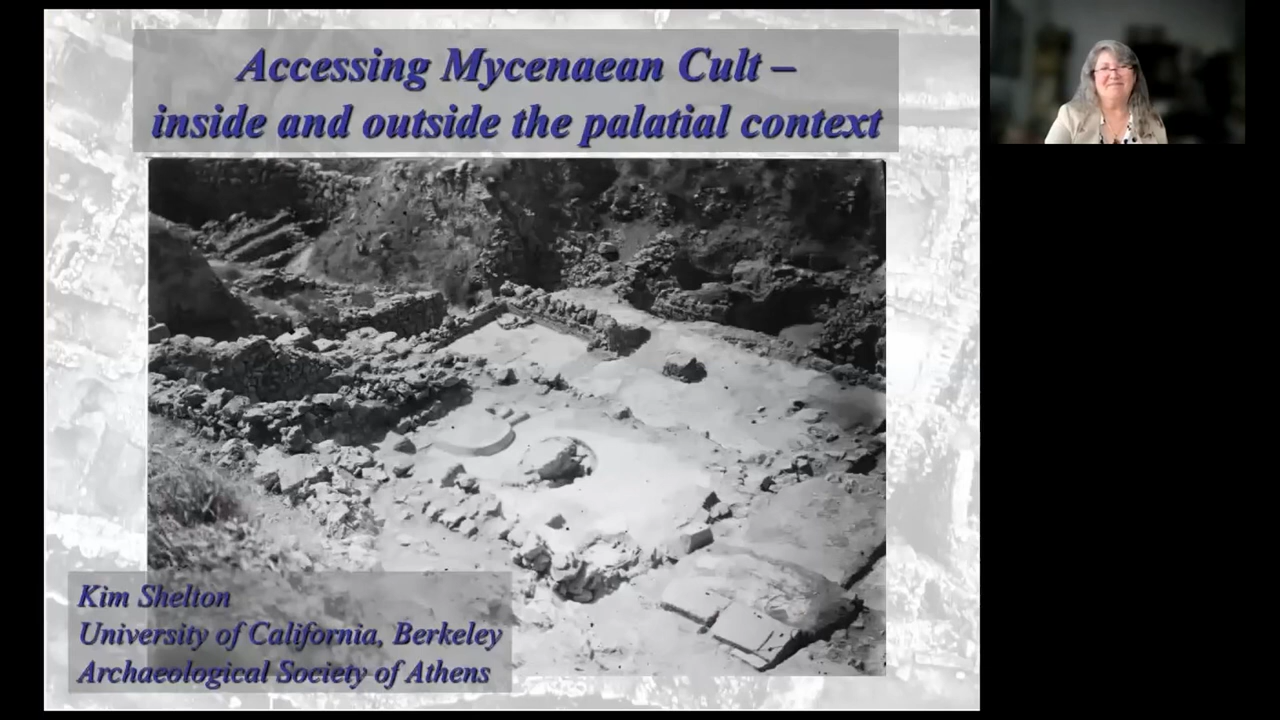 Accessing Mycenaean Cult –
inside and outside the palatial context
Kim Shelton
University of California, Berkeley
Archaeological Society of Athens